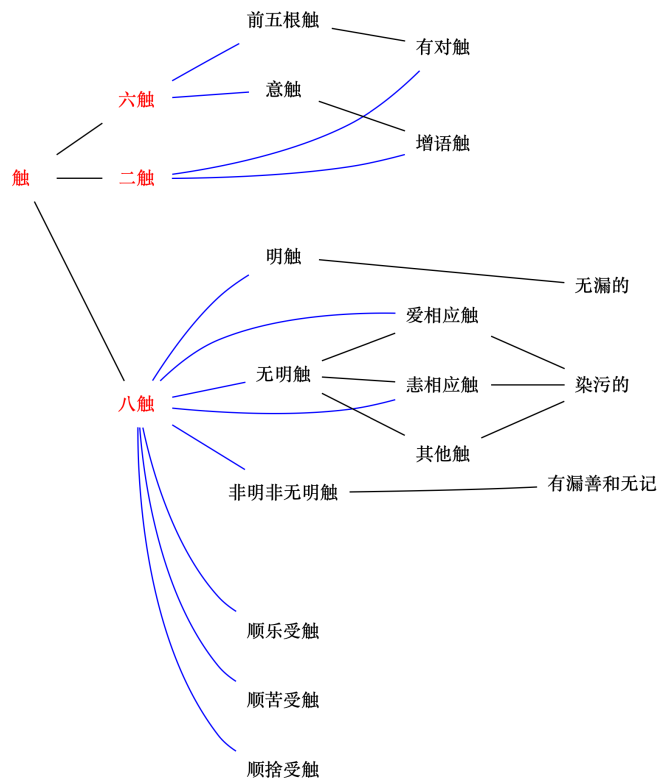 前五根触
有对触
意触
六触
增语触
触
二触
明触
无漏的
爱相应触
无明触
恚相应触
染污的
八触
其他触
有漏善和无记
非明非无明触
顺乐受触
顺苦受触
顺捨受触